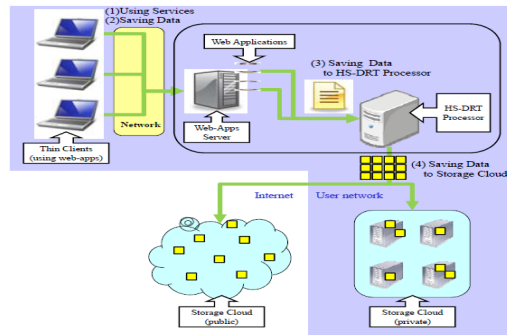 (1)Using Services
(2)Saving Data
Web Applications
(3) Saving Data
to HS-DRT Processor
Network
HS-DRT
Processor
Web-Apps
Server
Thin Clients
(using web-apps)
(4) Saving Data
to Storage Cloud
Internet
User network
Storage Cloud
(public)
Storage Cloud
(private)